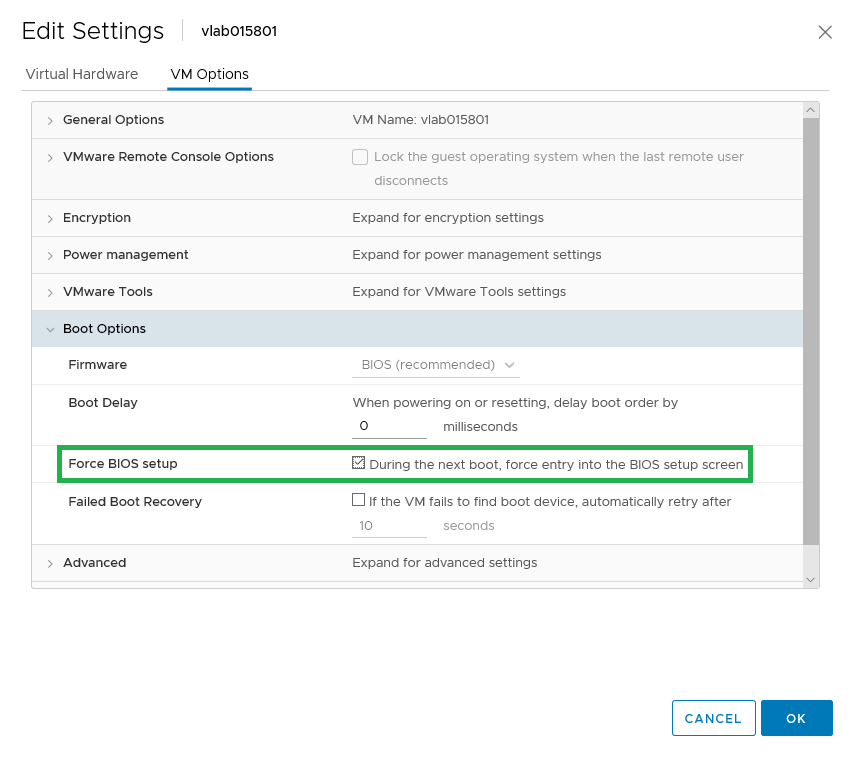 Edit Settings vlab015801
Virtual Hardware VM Options
General Options VM Name: vlab015801
VMware Remote Console Options Lock the guest operating system when the last remote user
disconnects
Encryption Expand for encryption settings
Power management Expand for power management settings
VMware Tools Expand for VMware Tools settings
Boot Options
Firmware BIOS (recommended)
Boot Delay When powering on or resetting, delay boot order by
0 milliseconds
Force BIOS setup During the next boot, force entry into the BIOS setup screen
Failed Boot Recovery If the VM fails to find boot device, automatically retry after
10 seconds
Advanced Expand for advanced settings
CANCEL OK